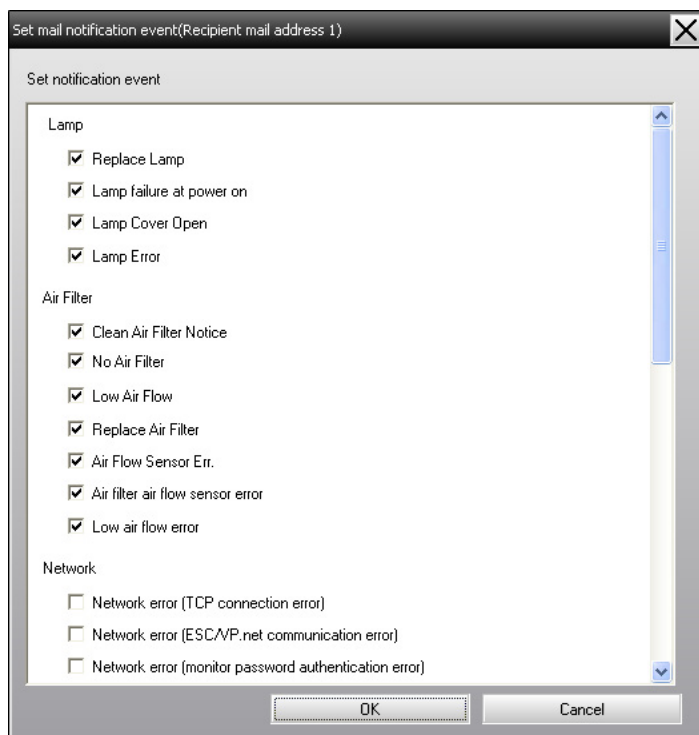 Set mail notification event(Recipient mail address 1)
Set notification event
Lamp
Replace Lamp
Lamp failure at power on
Lamp Cover Open
Lamp Error
Air Filter
Clean Air Filter Notice
No Air Filter
Low Air Flow
Replace Air Filter
Air Flow Sensor Err.
Air filter air flow sensor error
Low air flow error
Network
Network error (TCP connection error)
Network error (ESC/VP.net communication error)
Network error (monitor password authentication error)
OK
Cancel